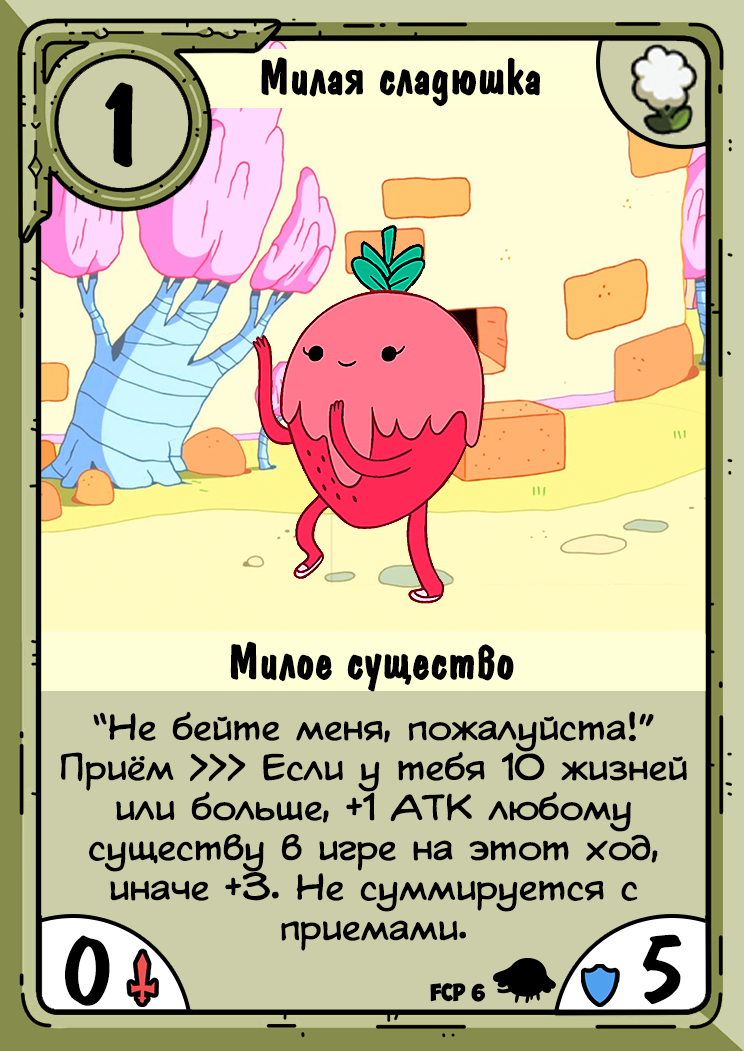 1
Милая сладюшка
Милое существо
"Не бейте меня, пожалуйста!"
Приём >>> Если у тебя 10 жизней
или больше, +1 АТК любому
существу в игре на этот ход,
иначе +3. Не суммируется с
приемами.
0
FCP 6
5